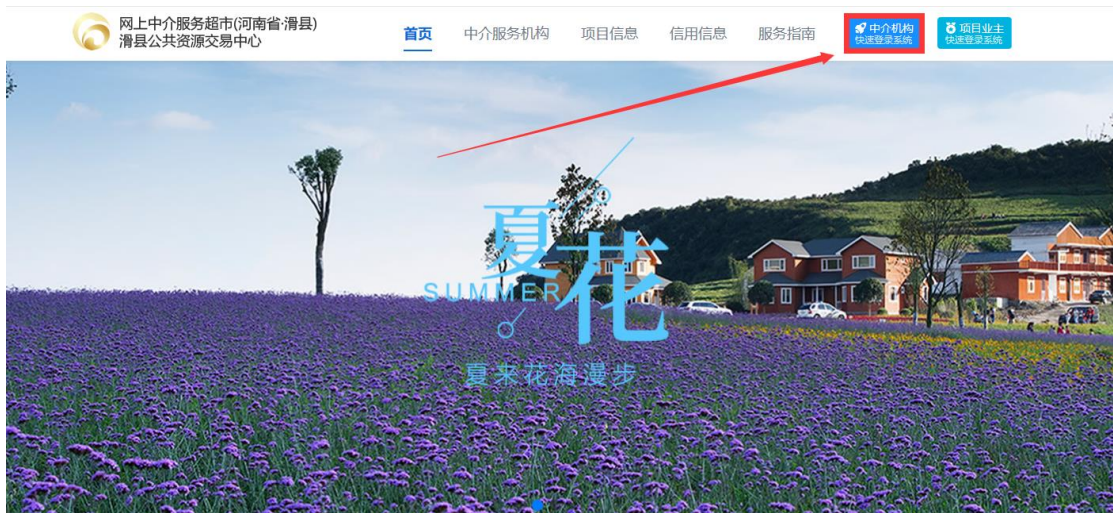 网上中介服务超市(河南省·滑县)
滑县公共资源交易中心
首页 中介服务机构 项目信息 信用信息 服务指南
中介机构
快速登录系统
项目业主
快速登录系统
夏花
SUMMER
夏来花海漫步